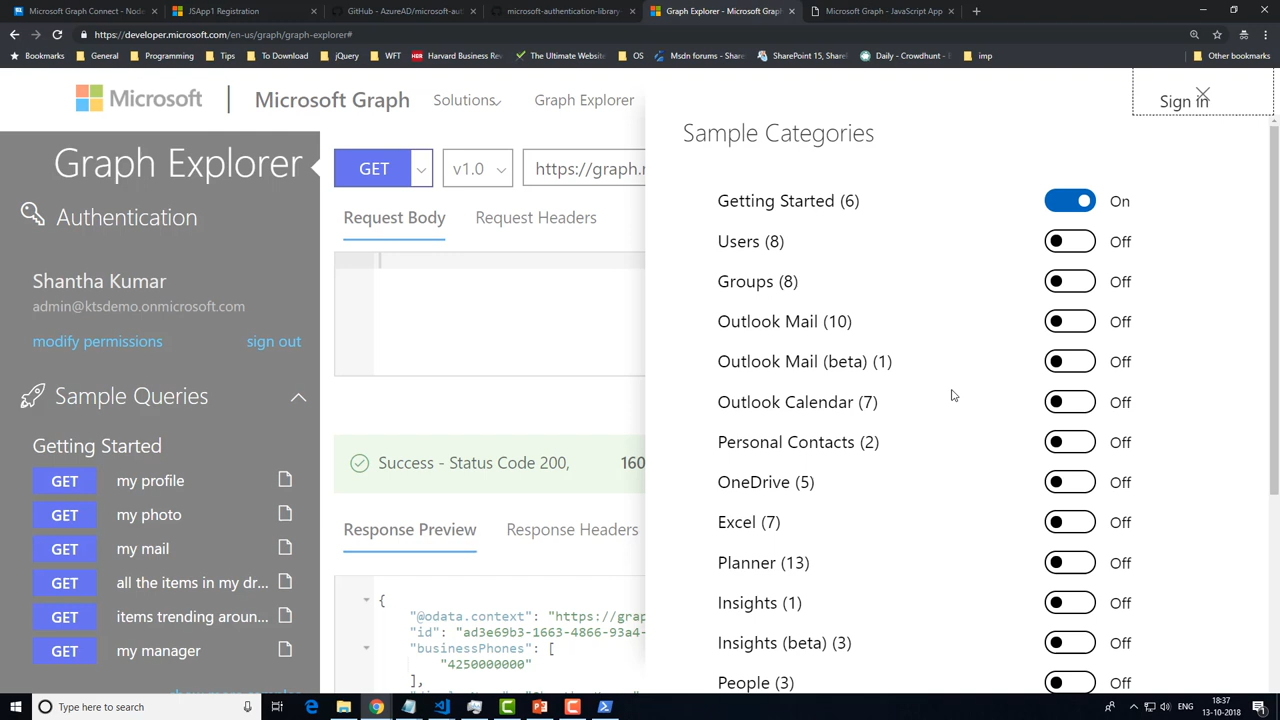 Microsoft Graph Connect - Node
JSApp1 Registration
GitHub - AzureAD/microsoft-aut
microsoft-authentication-library
Graph Explorer - Microsoft Grap
Microsoft Graph - JavaScript App
https://developer.microsoft.com/en-us/graph/graph-explorer#
Bookmarks
General
Programming
Tips
To Download
jQuery
WFT
HBR
Harvard Business Re
The Ultimate Websit
OS
Msdn forums - Share
SharePoint 15, Share
Daily - Crowdhunt - E
imp
Other bookmarks
Microsoft
Microsoft Graph
Solutions
Graph Explorer
Sign in
Graph Explorer
Authentication
Shantha Kumar
admin@ktsdemo.onmicrosoft.com
modify permissions
sign out
Sample Queries
Getting Started
GET my profile
GET my photo
GET my mail
GET all the items in my dr...
GET items trending aroun...
GET my manager
show more samples
GET
v1.0
https://graph.
Request Body
Request Headers
Success - Status Code 200,
160
Response Preview
Response Headers
{
"@odata.context": "https://grap
"id": "ad3e69b3-1663-4866-93a4-
"businessPhones": [
"4250000000"
],
Sample Categories
Getting Started (6) On
Users (8) Off
Groups (8) Off
Outlook Mail (10) Off
Outlook Mail (beta) (1) Off
Outlook Calendar (7) Off
Personal Contacts (2) Off
OneDrive (5) Off
Excel (7) Off
Planner (13) Off
Insights (1) Off
Insights (beta) (3) Off
People (3) Off
Type here to search
ENG
18:37
13-10-2018